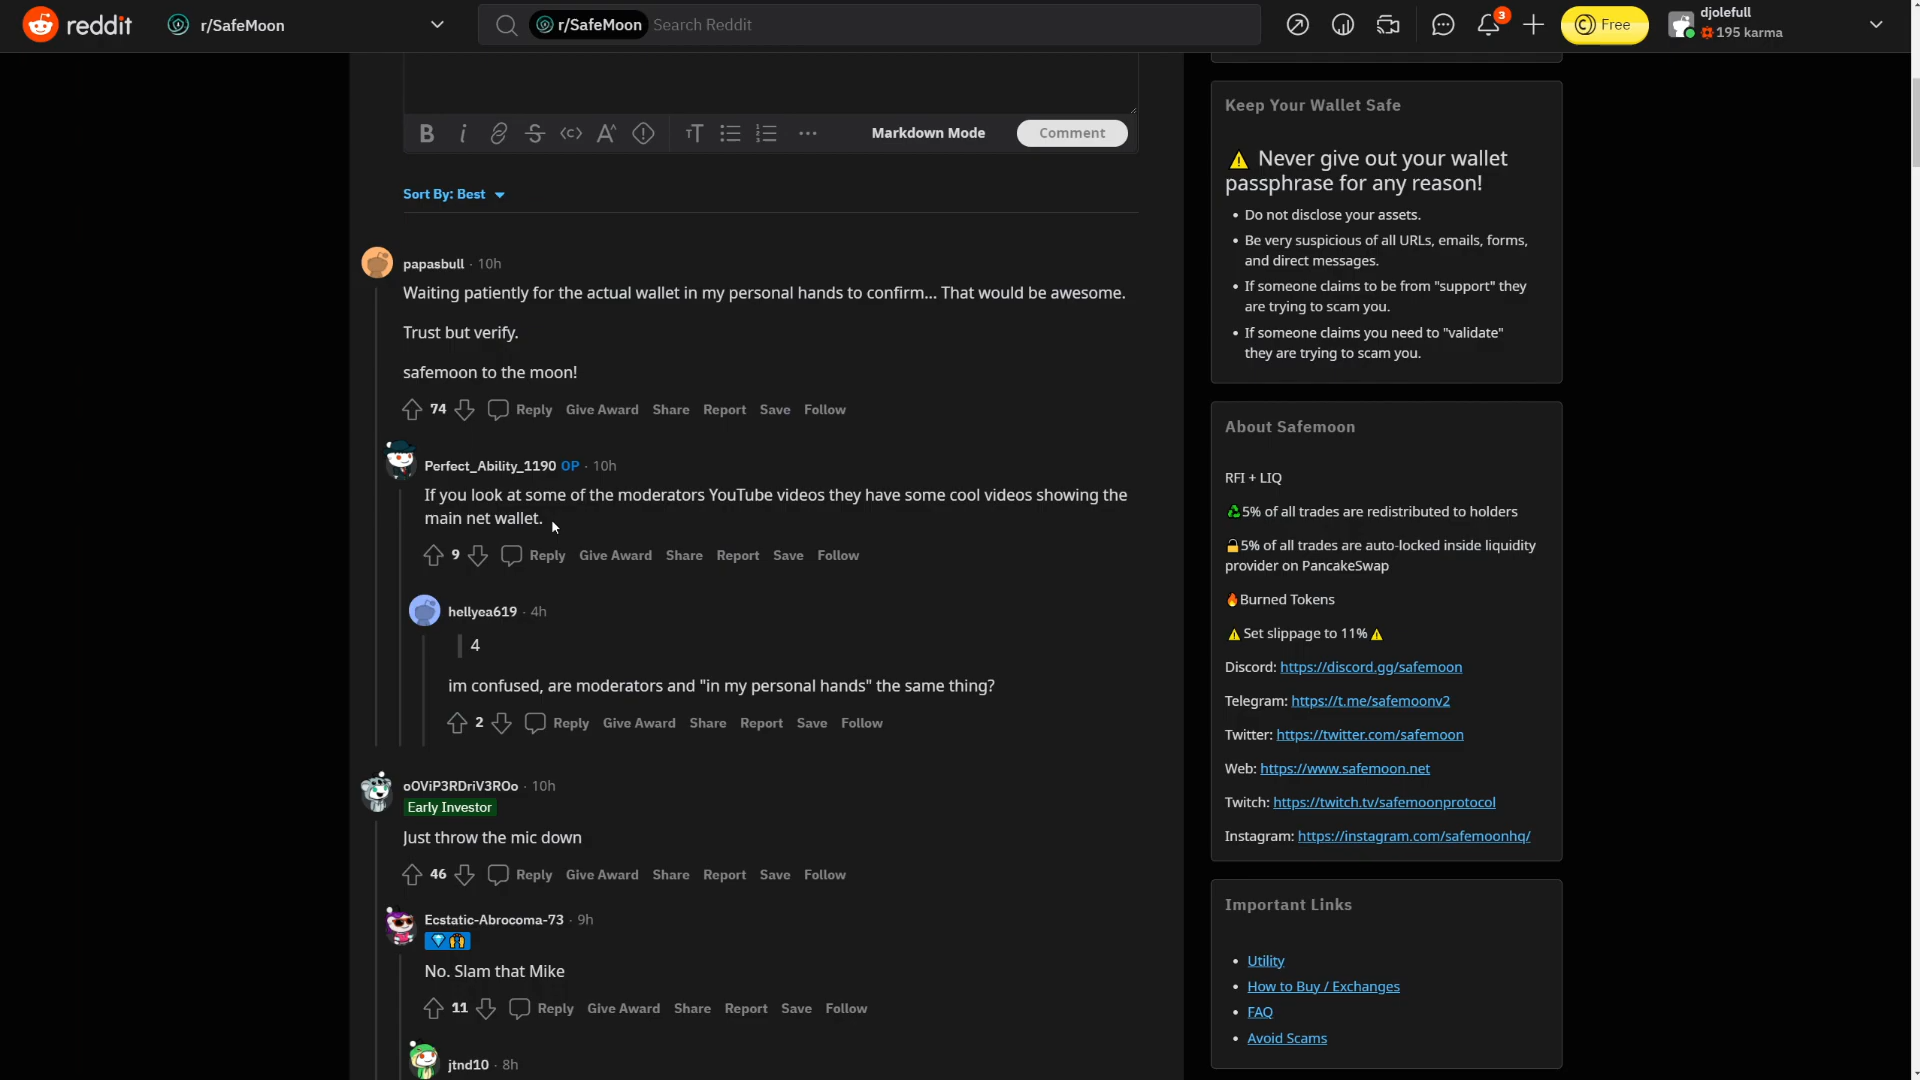 reddit
r/SafeMoon
r/SafeMoon Search Reddit
3
Free
djolefull
195 karma
B i Markdown Mode Comment
Sort By: Best
papasbull · 10h
Waiting patiently for the actual wallet in my personal hands to confirm... That would be awesome.
Trust but verify.
safemoon to the moon!
74 Reply Give Award Share Report Save Follow
Perfect_Ability_1190 OP · 10h
If you look at some of the moderators YouTube videos they have some cool videos showing the
main net wallet.
9 Reply Give Award Share Report Save Follow
hellyea619 · 4h
4
im confused, are moderators and "in my personal hands" the same thing?
2 Reply Give Award Share Report Save Follow
oOViP3RDriV3ROo · 10h
Early Investor
Just throw the mic down
46 Reply Give Award Share Report Save Follow
Ecstatic-Abrocoma-73 · 9h
No. Slam that Mike
11 Reply Give Award Share Report Save Follow
jtnd10 · 8h
Keep Your Wallet Safe
⚠ Never give out your wallet
passphrase for any reason!
• Do not disclose your assets.
• Be very suspicious of all URLs, emails, forms,
and direct messages.
• If someone claims to be from "support" they
are trying to scam you.
• If someone claims you need to "validate"
they are trying to scam you.
About Safemoon
RFI + LIQ
♻5% of all trades are redistributed to holders
🔒5% of all trades are auto-locked inside liquidity
provider on PancakeSwap
🔥Burned Tokens
⚠Set slippage to 11%⚠
Discord: https://discord.gg/safemoon
Telegram: https://t.me/safemoonv2
Twitter: https://twitter.com/safemoon
Web: https://www.safemoon.net
Twitch: https://twitch.tv/safemoonprotocol
Instagram: https://instagram.com/safemoonhq/
Important Links
• Utility
• How to Buy / Exchanges
• FAQ
• Avoid Scams